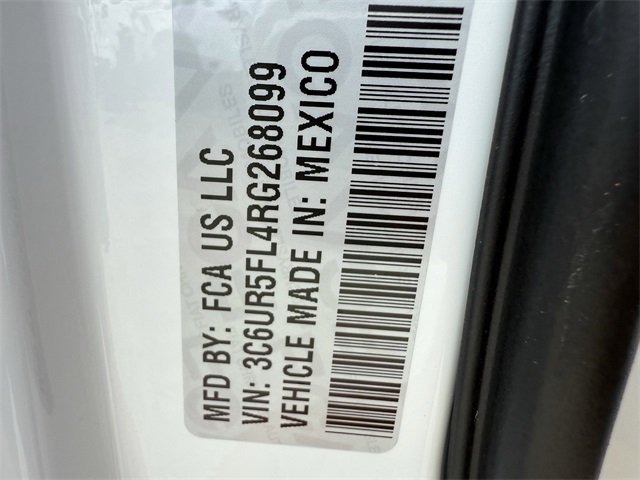 MFD BY: FCA US LLC
VIN: 3C6UR5FL4RG268099
VEHICLE MADE IN: MEXICO